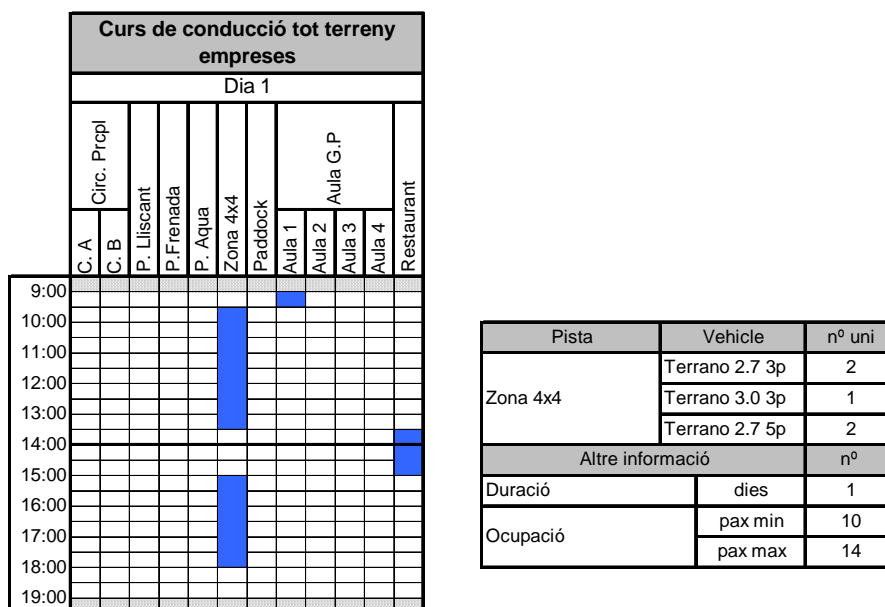 Curs de conducció tot terreny
empreses
Dia 1
Circ. Prcpl
P. Lliscant
P.Frenada
P. Aqua
Zona 4x4
Paddock
Aula G.P
Restaurant
C. A
C. B
Aula 1
Aula 2
Aula 3
Aula 4
9:00
10:00
11:00
12:00
13:00
14:00
15:00
16:00
17:00
18:00
19:00
Pista Vehicle nº uni
Zona 4x4
Terrano 2.7 3p 2
Terrano 3.0 3p 1
Terrano 2.7 5p 2
Altre informació nº
Duració dies 1
Ocupació
pax min 10
pax max 14